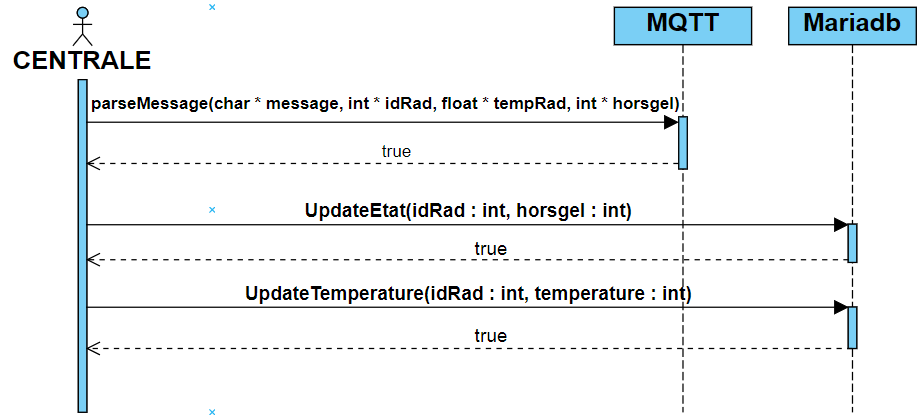 CENTRALE
MQTT
Mariadb
parseMessage(char * message, int * idRad, float * tempRad, int * horsgel)
true
UpdateEtat(idRad : int, horsgel : int)
true
UpdateTemperature(idRad : int, temperature : int)
true